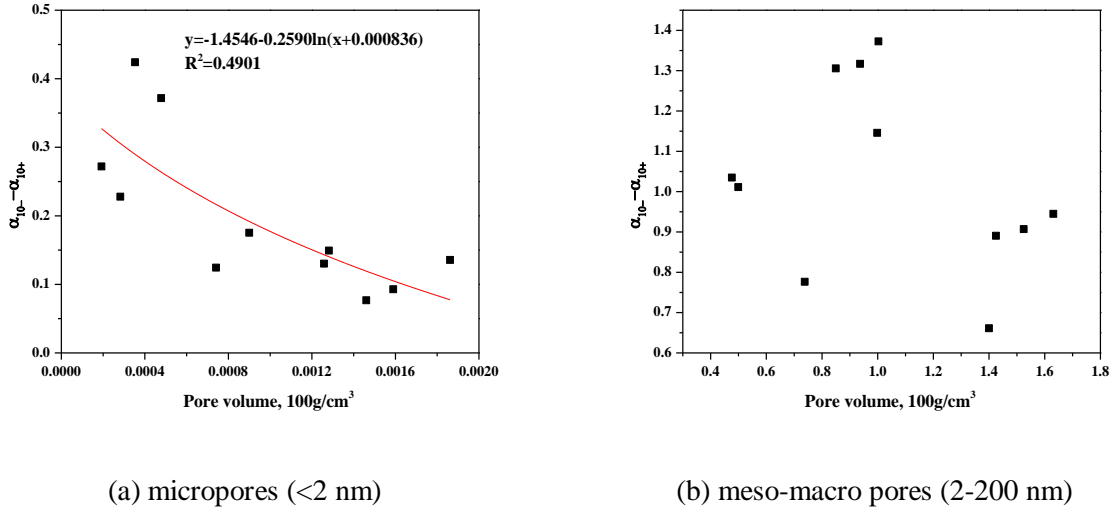 y=-1.4546-0.2590ln(x+0.000836)
R²=0.4901
α₁₀₋−α₁₀₊
0.5
0.4
0.3
0.2
0.1
0.0
0.0000 0.0004 0.0008 0.0012 0.0016 0.0020
Pore volume, 100g/cm³
(a) micropores (<2 nm)
α₁₀₋−α₁₀₊
1.4
1.3
1.2
1.1
1.0
0.9
0.8
0.7
0.6
0.4 0.6 0.8 1.0 1.2 1.4 1.6 1.8
Pore volume, 100g/cm³
(b) meso-macro pores (2-200 nm)